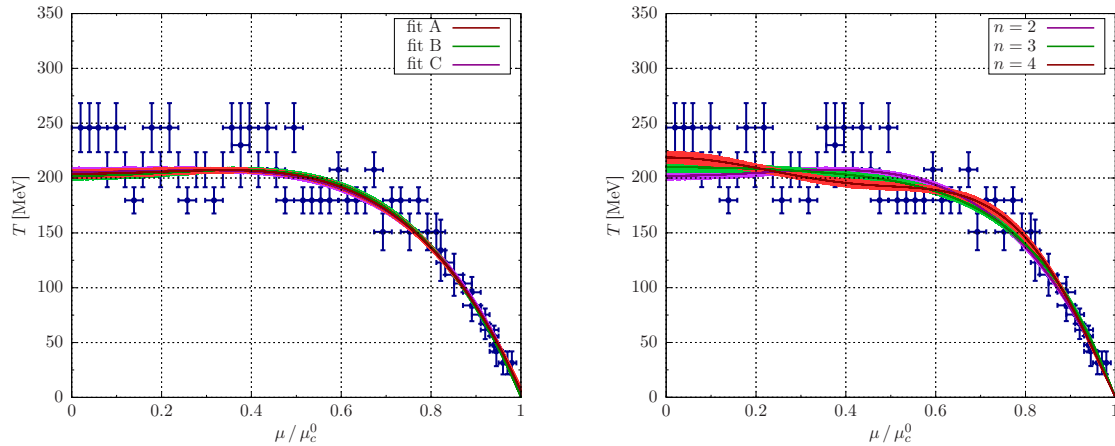 350
300
250
200
150
100
50
0
T [MeV]
0 0.2 0.4 0.6 0.8 1
μ / μ_c^0
fit A
fit B
fit C
350
300
250
200
150
100
50
0
T [MeV]
0 0.2 0.4 0.6 0.8 1
μ / μ_c^0
n = 2
n = 3
n = 4